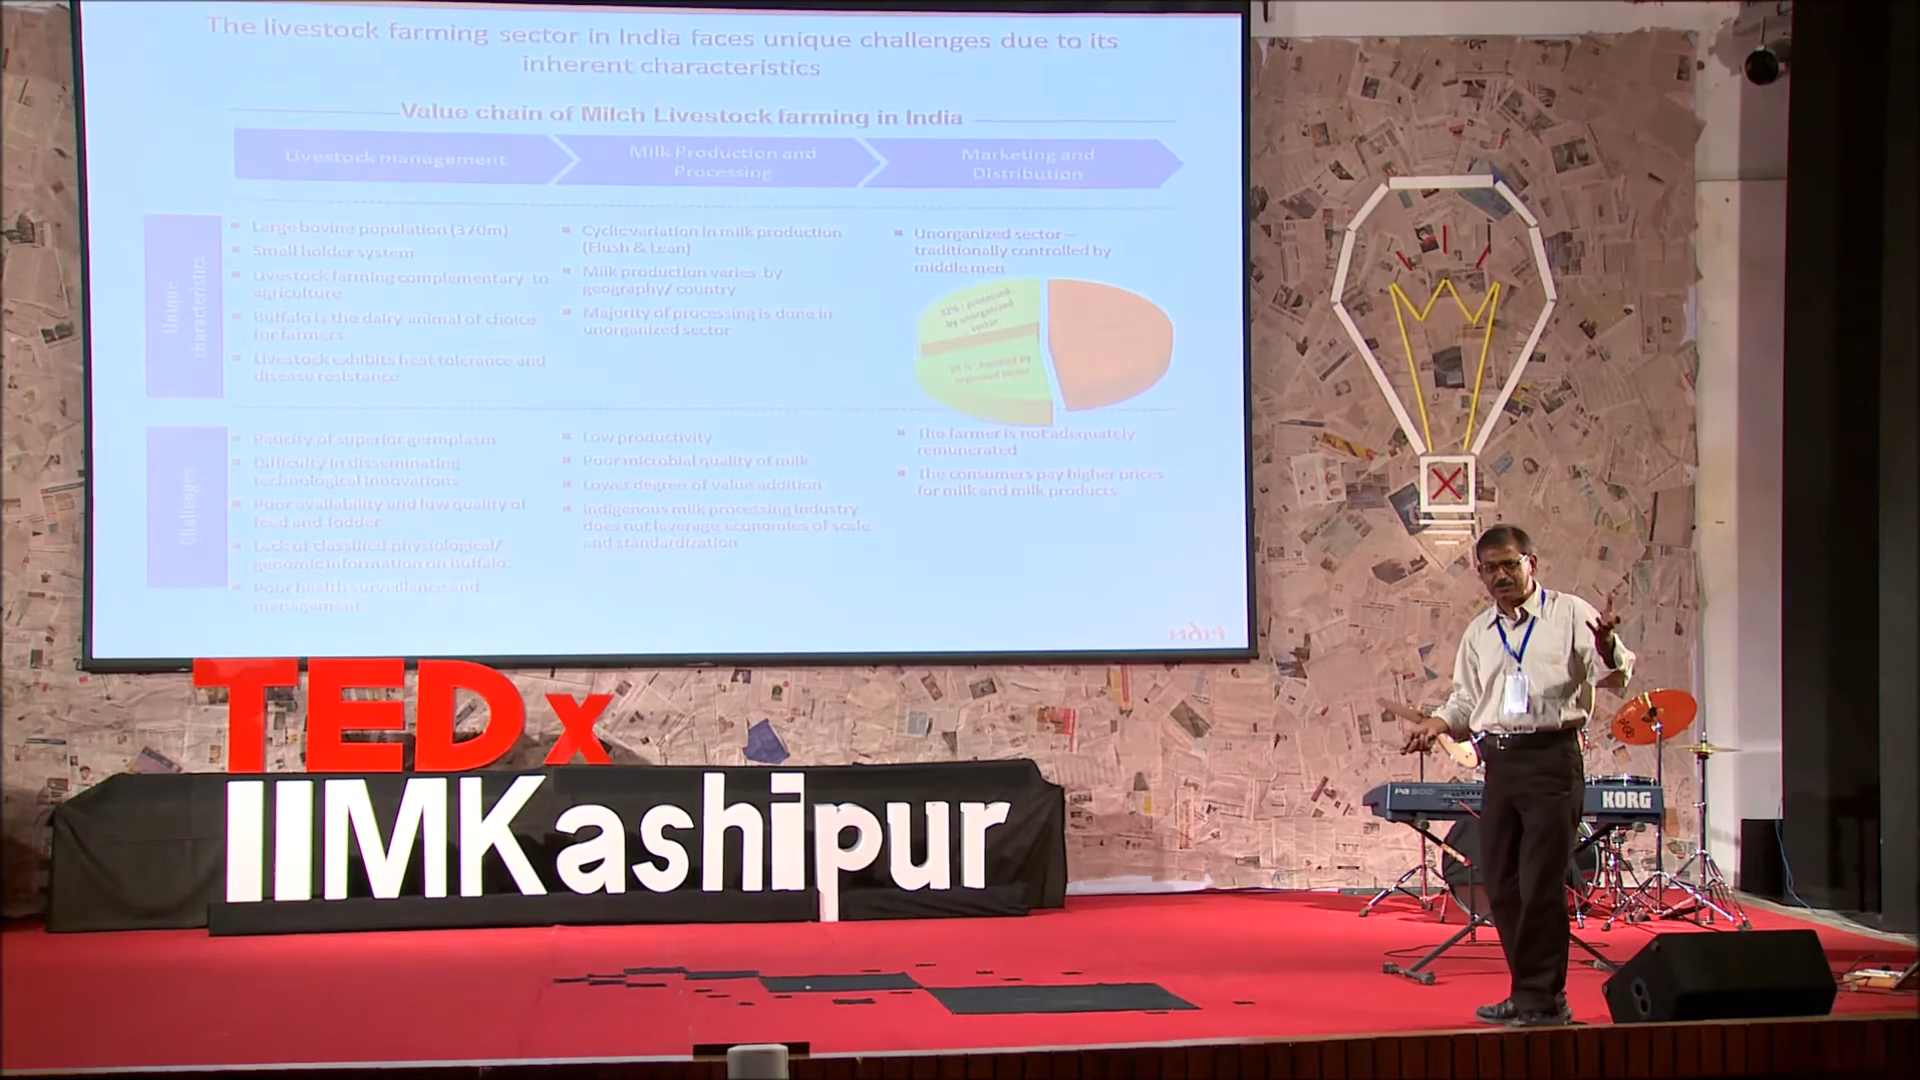 The livestock farming sector in India faces unique challenges due to its
inherent characteristics
Value chain of Milch Livestock farming in India
Livestock management
Milk Production and
Processing
Marketing and
Distribution
Unique
characteristics
Large bovine population (370m)
Small holder system
Livestock farming complementary to
agriculture
Buffalo is the dairy animal of choice
for farmers
Livestock exhibits heat tolerance and
disease resistance
Cyclic variation in milk production
(Flush & Lean)
Milk production varies by
geography/ country
Majority of processing is done in
unorganized sector
Unorganized sector –
traditionally controlled by
middle men
processed
by unorganized
sector
handled by
organised sector
Challenges
Paucity of superior germplasm
Difficulty in disseminating
technological innovations
Poor availability and low quality of
feed and fodder
Lack of classified physiological/
genomic information on Buffalo.
Poor health surveillance and
management
Low productivity
Poor microbial quality of milk
Lower degree of value addition
Indigenous milk processing industry
does not leverage economies of scale
and standardization
The farmer is not adequately
remunerated
The consumers pay higher prices
for milk and milk products
ndri
TEDx
IIMKashipur
KORG